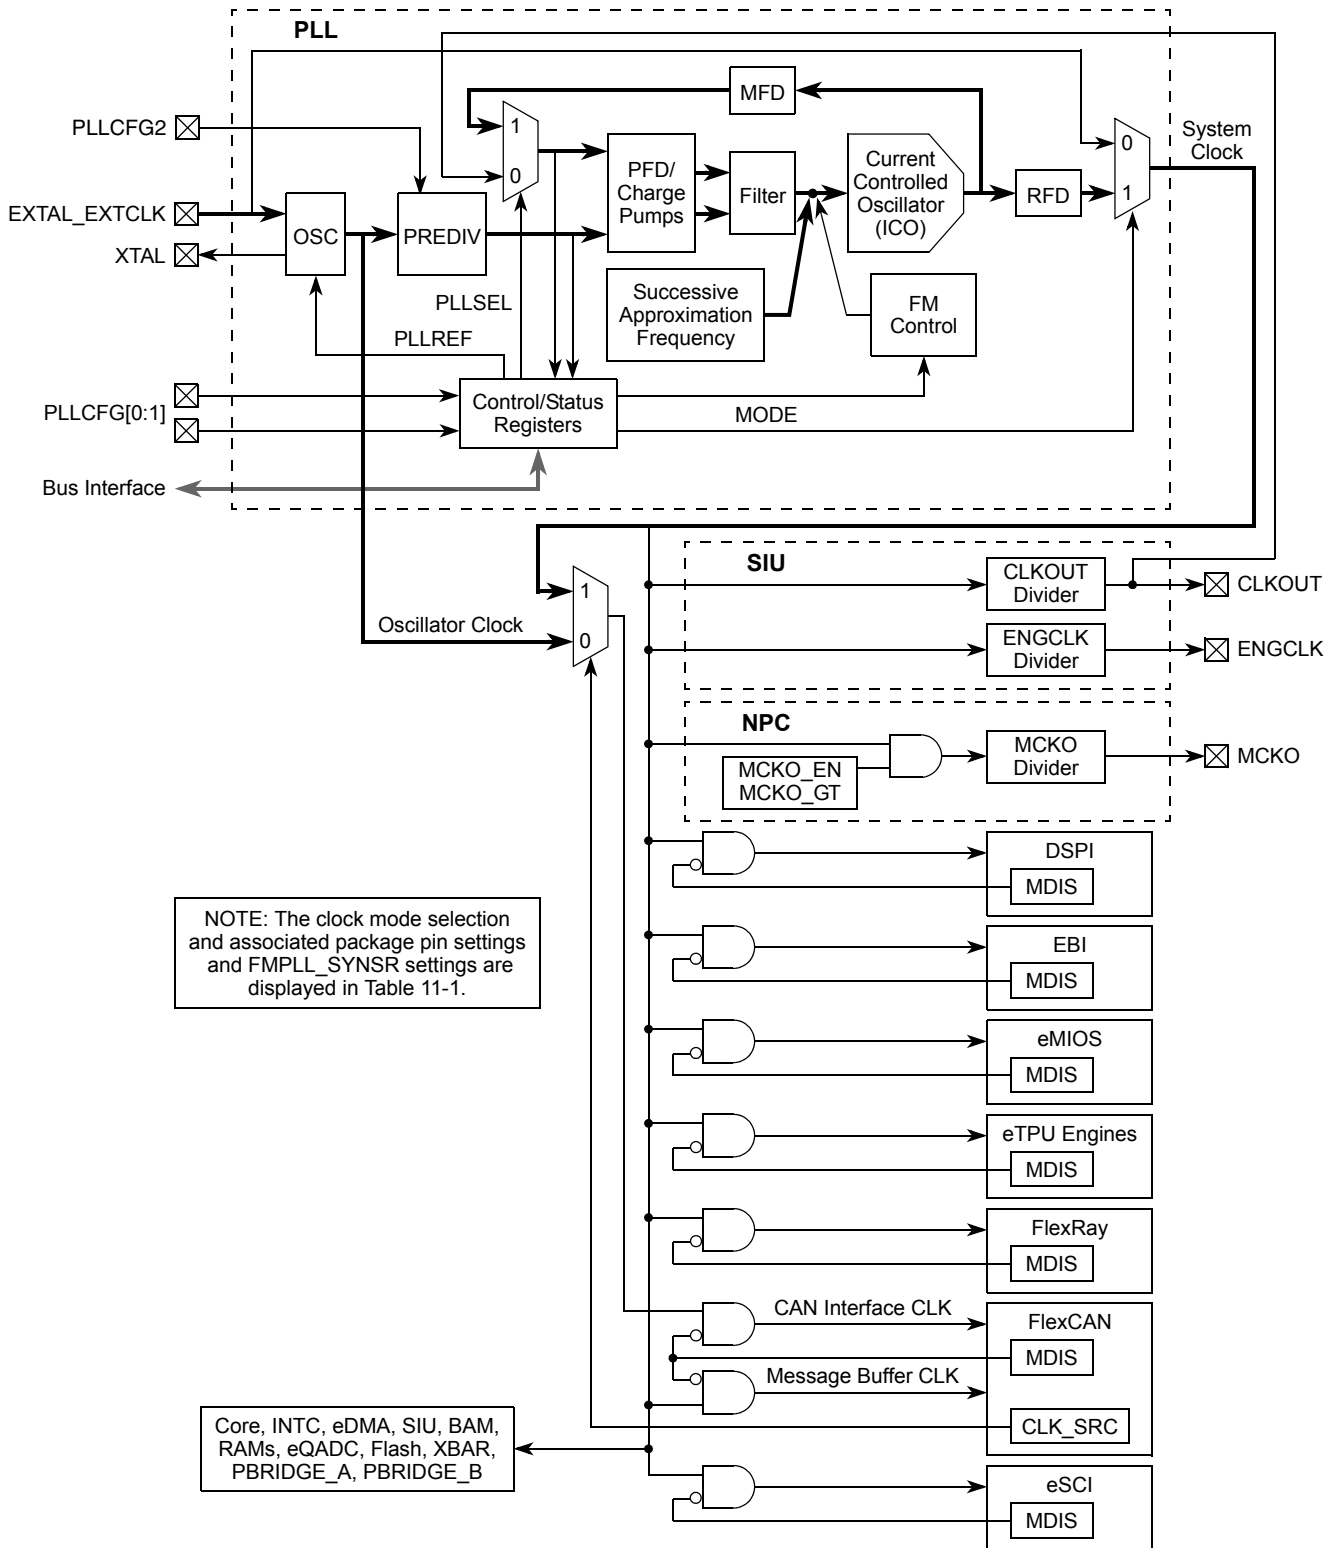 PLL
MFD
PLLCFG2
1
0
System
Clock
0
1
PFD/
Charge
Pumps
Filter
Current
Controlled
Oscillator
(ICO)
RFD
EXTAL_EXTCLK
OSC
PREDIV
XTAL
PLLSEL
PLLREF
Successive
Approximation
Frequency
FM
Control
PLLCFG[0:1]
Control/Status
Registers
MODE
Bus Interface
SIU
CLKOUT
Divider
CLKOUT
1
0
Oscillator Clock
ENGCLK
Divider
ENGCLK
NPC
MCKO_EN
MCKO_GT
MCKO
Divider
MCKO
DSPI
MDIS
NOTE: The clock mode selection
and associated package pin settings
and FMPLL_SYNSR settings are
displayed in Table 11-1.
EBI
MDIS
eMIOS
MDIS
eTPU Engines
MDIS
FlexRay
MDIS
CAN Interface CLK
FlexCAN
MDIS
Message Buffer CLK
CLK_SRC
Core, INTC, eDMA, SIU, BAM,
RAMs, eQADC, Flash, XBAR,
PBRIDGE_A, PBRIDGE_B
eSCI
MDIS